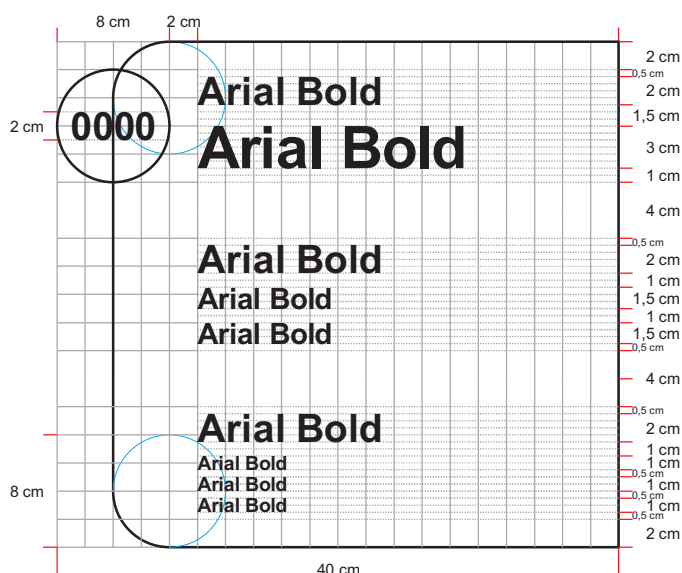 8 cm 2 cm
2 cm
0,5 cm
Arial Bold 2 cm
1,5 cm
2 cm 0000
Arial Bold 3 cm
1 cm
4 cm
0,5 cm
Arial Bold 2 cm
1 cm
Arial Bold 1,5 cm
1 cm
Arial Bold 1,5 cm
0,5 cm
4 cm
0,5 cm
Arial Bold 2 cm
1 cm
Arial Bold 1 cm
0,5 cm
Arial Bold 1 cm
8 cm 0,5 cm
Arial Bold 1 cm
0,5 cm
2 cm
40 cm